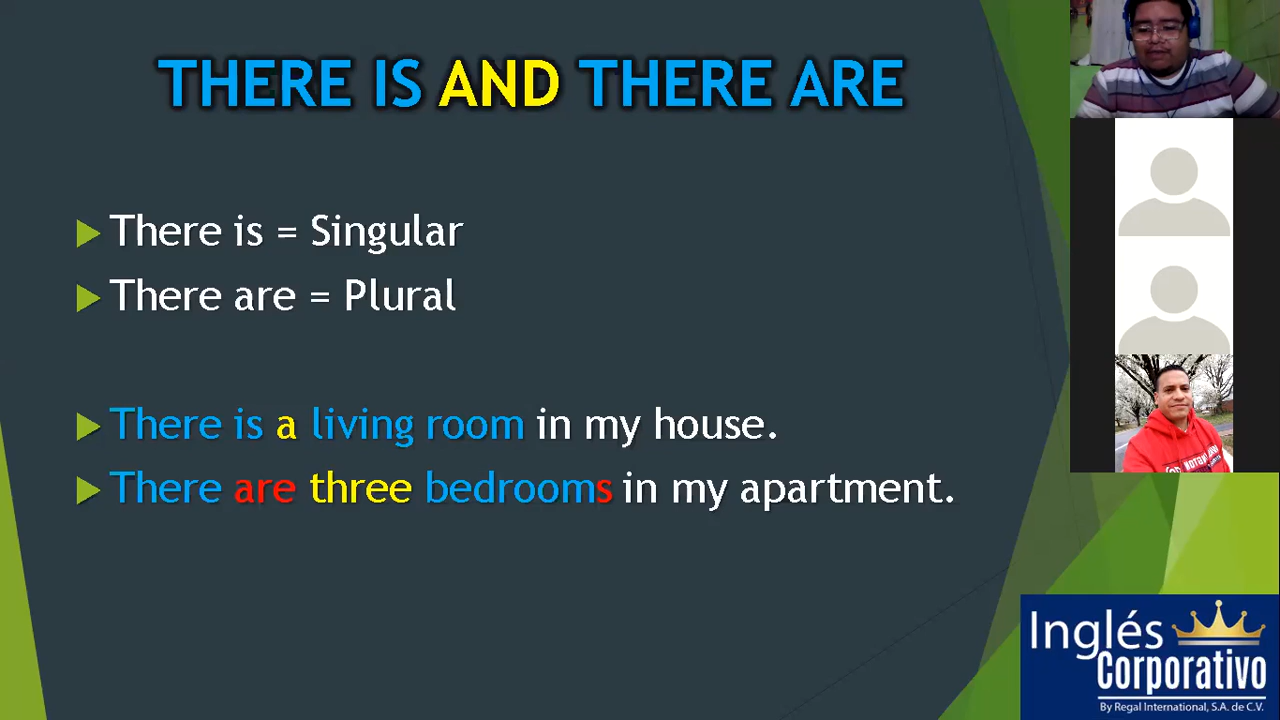 THERE IS AND THERE ARE
There is = Singular
There are = Plural
There is a living room in my house.
There are three bedrooms in my apartment.
Inglés
Corporativo
By Regal International, S.A. de C.V.